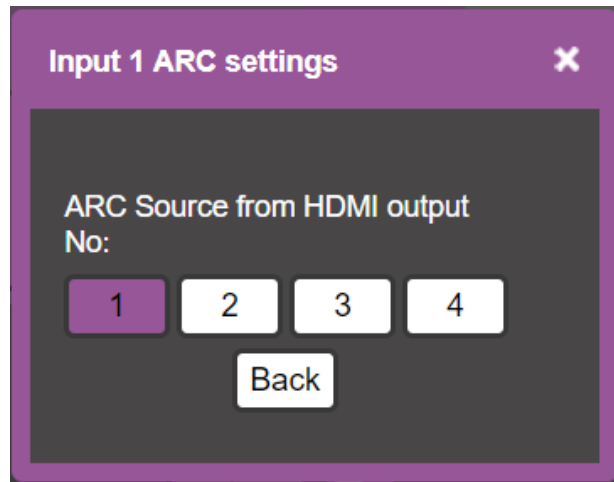 Input 1 ARC settings
ARC Source from HDMI output
No:
1 2 3 4
Back